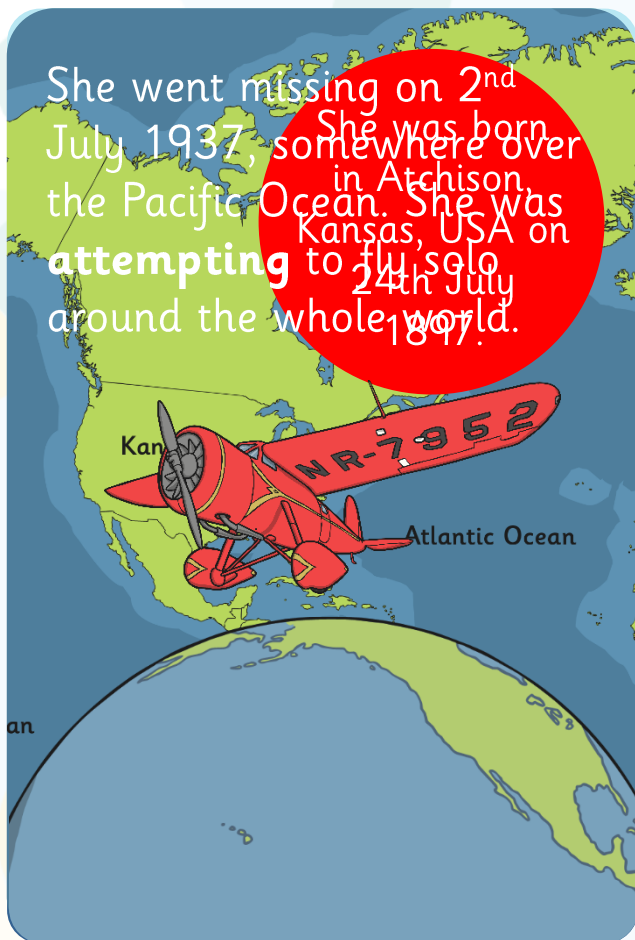 She went missing on 2nd
July 1937, somewhere over
the Pacific Ocean. She was
attempting to fly solo
around the whole world.
She was born
in Atchison,
Kansas, USA on
24th July
1897.
Kan
NR-7952
Atlantic Ocean
an